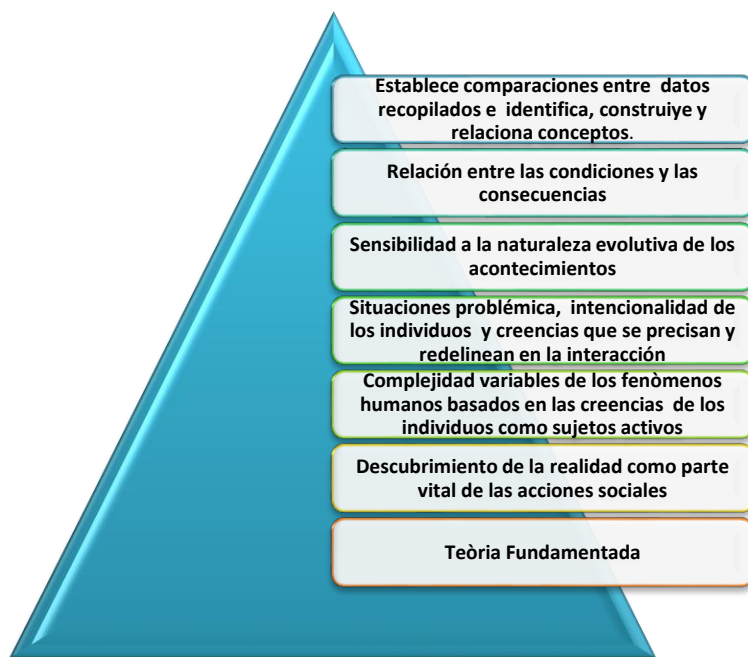 Establece comparaciones entre datos
recopilados e identifica, construiye y
relaciona conceptos.
Relación entre las condiciones y las
consecuencias
Sensibilidad a la naturaleza evolutiva de los
acontecimientos
Situaciones problémica, intencionalidad de
los individuos y creencias que se precisan y
redelinean en la interacción
Complejidad variables de los fenòmenos
humanos basados en las creencias de los
individuos como sujetos activos
Descubrimiento de la realidad como parte
vital de las acciones sociales
Teòria Fundamentada